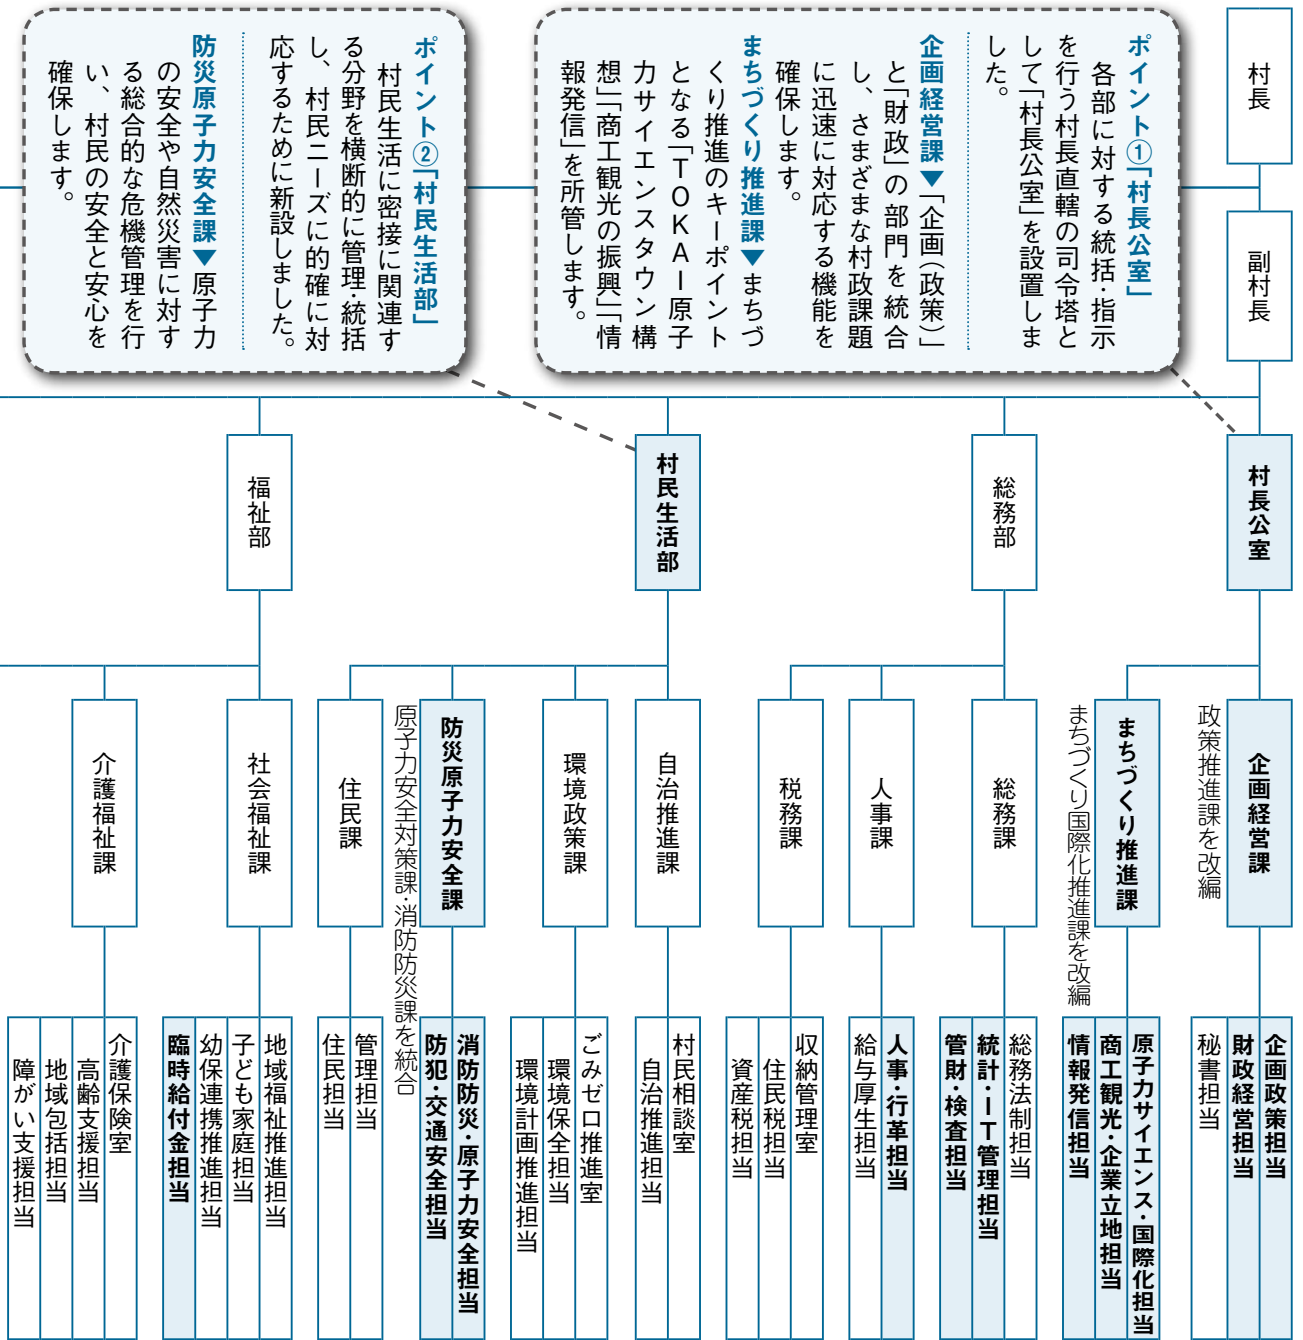 村長
副村長
ポイント①「村長公室」
各部に対する統括・指示
を行う村長直轄の司令塔と
して「村長公室」を設置しま
した。
企画経営課▼「企画(政策)」
と「財政」の部門を統合
し、さまざまな村政課題
に迅速に対応する機能を
確保します。
まちづくり推進課▼まちづ
くり推進のキーポイント
となる「TOKAI原子
力サイエンスタウン構
想」「商工観光の振興」「情
報発信」を所管します。
ポイント②「村民生活部」
村民生活に密接に関連す
る分野を横断的に管理・統括
し、村民ニーズに的確に対
応するために新設しました。
防災原子力安全課▼原子力
の安全や自然災害に対す
る総合的な危機管理を行
い、村民の安全と安心を
確保します。
村長公室
総務部
村民生活部
福祉部
企画経営課
政策推進課を改編
まちづくり推進課
まちづくり国際化推進課を改編
総務課
人事課
税務課
自治推進課
環境政策課
防災原子力安全課
原子力安全対策課・消防防災課を統合
住民課
社会福祉課
介護福祉課
企画政策担当
財政経営担当
秘書担当
原子力サイエンス・国際化担当
商工観光・企業立地担当
情報発信担当
総務法制担当
統計・IT管理担当
管財・検査担当
人事・行革担当
給与厚生担当
収納管理室
住民税担当
資産税担当
村民相談室
自治推進担当
ごみゼロ推進室
環境保全担当
環境計画推進担当
消防防災・原子力安全担当
防犯・交通安全担当
管理担当
住民担当
地域福祉推進担当
子ども家庭担当
幼保連携推進担当
臨時給付金担当
介護保険室
高齢支援担当
地域包括担当
障がい支援担当